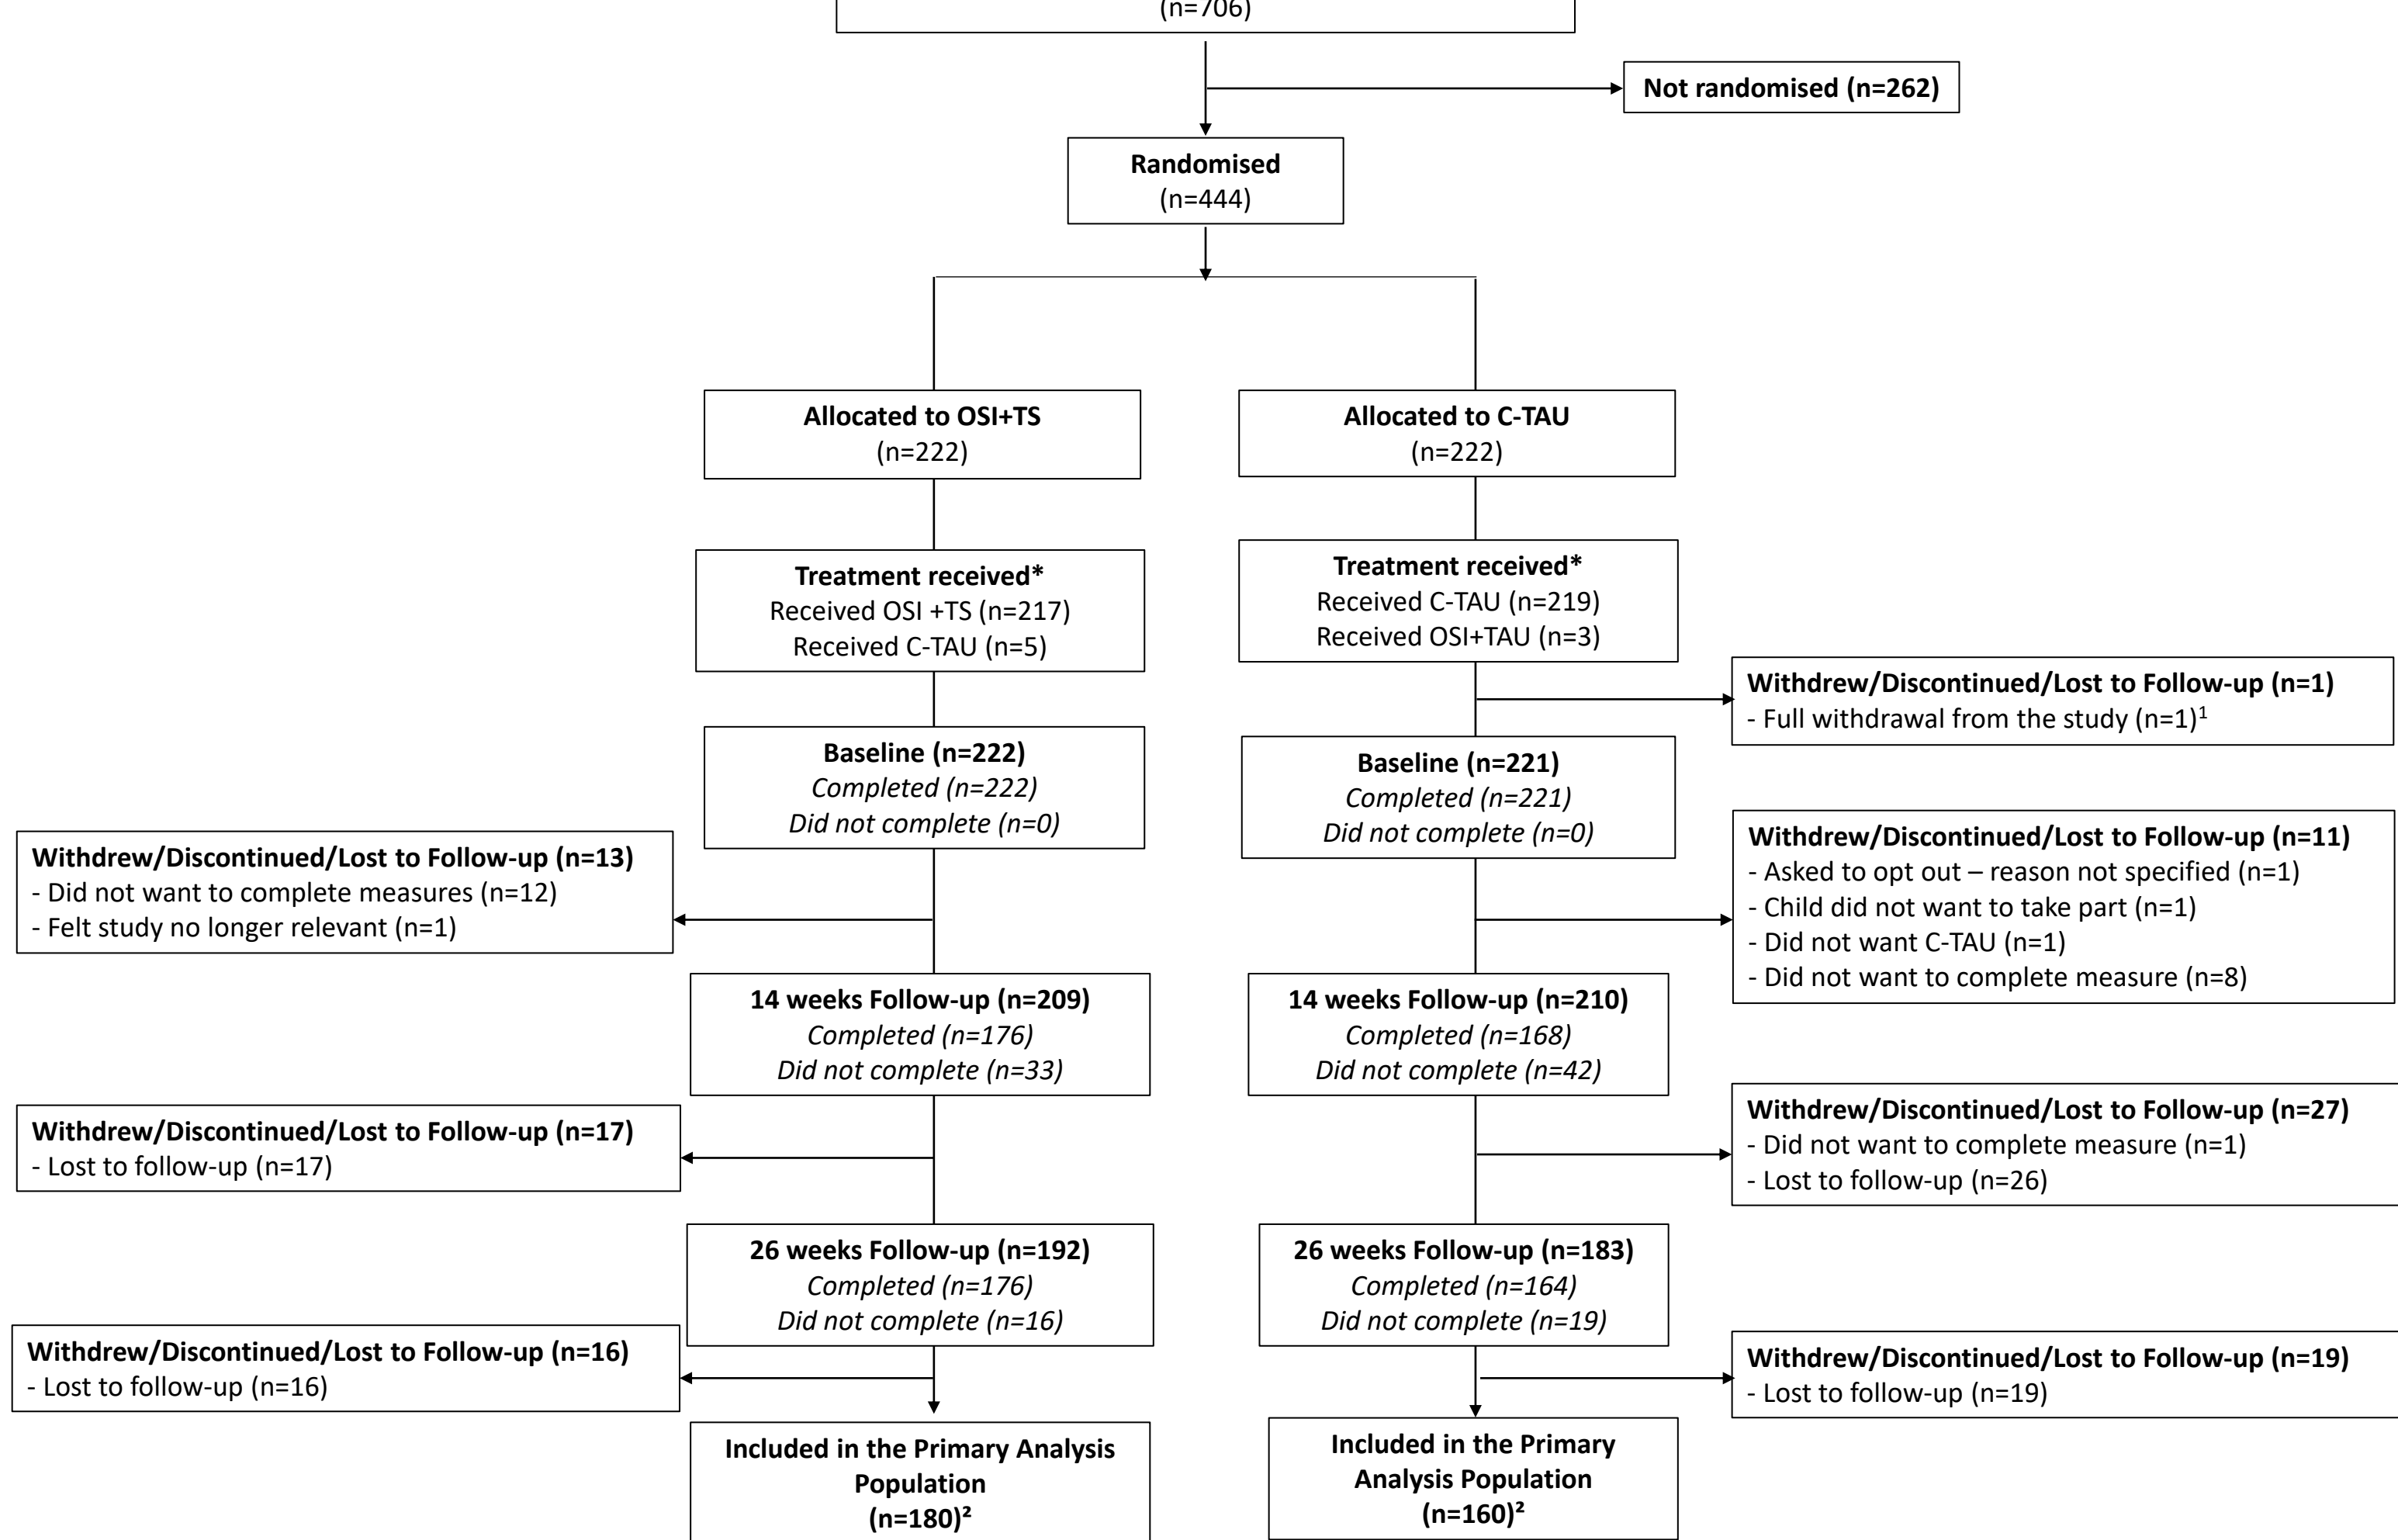 (n=706)
Not randomised (n=262)
Randomised
(n=444)
Allocated to OSI+TS
(n=222)
Allocated to C-TAU
(n=222)
Treatment received*
Received OSI +TS (n=217)
Received C-TAU (n=5)
Treatment received*
Received C-TAU (n=219)
Received OSI+TAU (n=3)
Withdrew/Discontinued/Lost to Follow-up (n=1)
- Full withdrawal from the study (n=1)¹
Baseline (n=222)
Completed (n=222)
Did not complete (n=0)
Baseline (n=221)
Completed (n=221)
Did not complete (n=0)
Withdrew/Discontinued/Lost to Follow-up (n=13)
- Did not want to complete measures (n=12)
- Felt study no longer relevant (n=1)
Withdrew/Discontinued/Lost to Follow-up (n=11)
- Asked to opt out – reason not specified (n=1)
- Child did not want to take part (n=1)
- Did not want C-TAU (n=1)
- Did not want to complete measure (n=8)
14 weeks Follow-up (n=209)
Completed (n=176)
Did not complete (n=33)
14 weeks Follow-up (n=210)
Completed (n=168)
Did not complete (n=42)
Withdrew/Discontinued/Lost to Follow-up (n=17)
- Lost to follow-up (n=17)
Withdrew/Discontinued/Lost to Follow-up (n=27)
- Did not want to complete measure (n=1)
- Lost to follow-up (n=26)
26 weeks Follow-up (n=192)
Completed (n=176)
Did not complete (n=16)
26 weeks Follow-up (n=183)
Completed (n=164)
Did not complete (n=19)
Withdrew/Discontinued/Lost to Follow-up (n=16)
- Lost to follow-up (n=16)
Withdrew/Discontinued/Lost to Follow-up (n=19)
- Lost to follow-up (n=19)
Included in the Primary Analysis
Population
(n=180)²
Included in the Primary
Analysis Population
(n=160)²